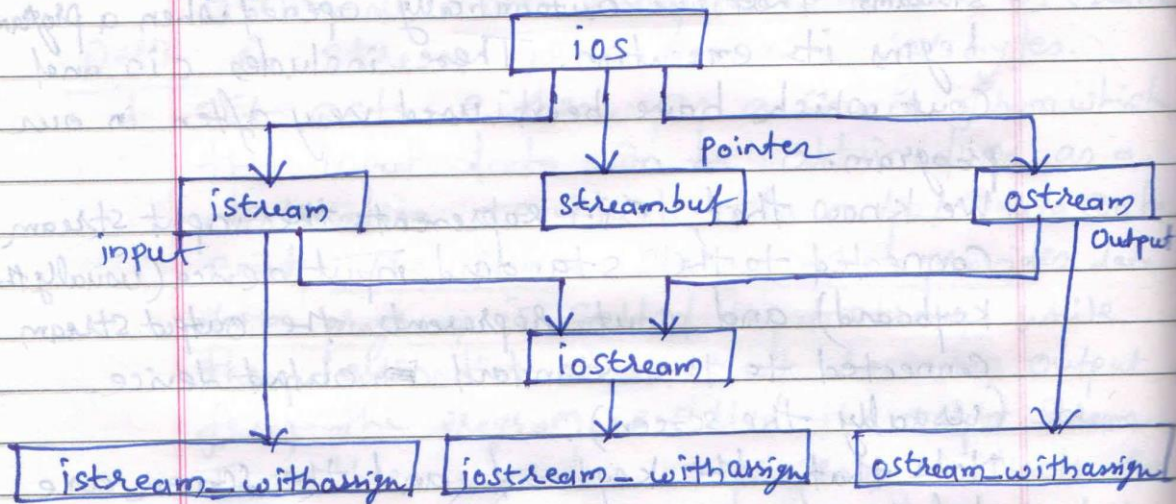 ios
pointer
istream streambuf ostream
input Output
iostream
istream_withassign iostream_withassign ostream_withassign